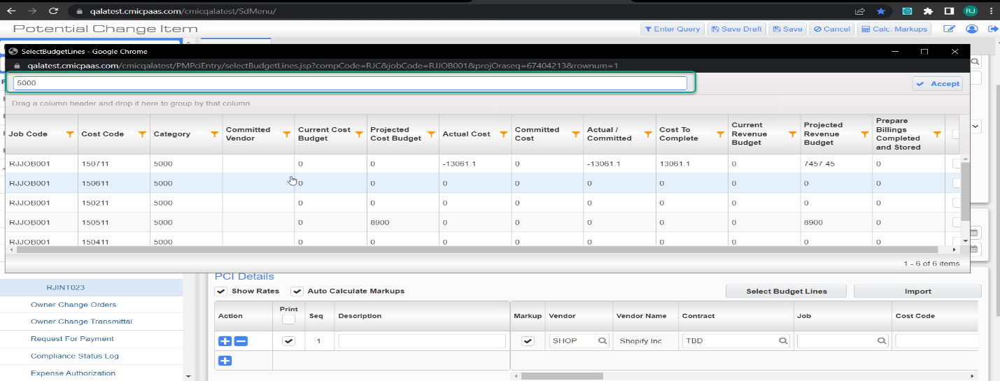 qalatest.cmicpaas.com/cmicqalatest/SdMenu/
RJ
Potential Change Item
Enter Query
Save Draft
Save
Cancel
Calc. Markups
SelectBudgetLines - Google Chrome
qalatest.cmicpaas.com/cmicqalatest/PMPciEntry/selectBudgetLines.jsp?compCode=RJC&jobCode=RJJOB001&projOraseq=67404213&rownum=1
5000
Accept
Drag a column header and drop it here to group by that column
Job Code Cost Code Category Committed Vendor Current Cost Budget Projected Cost Budget Actual Cost Committed Cost Actual / Committed Cost To Complete Current Revenue Budget Projected Revenue Budget Prepare Billings Completed and Stored
RJJOB001 150711 5000 0 0 -13061.1 0 -13061.1 13061.1 0 7457.45 0
RJJOB001 150611 5000 0 0 0 0 0 0 0 0 0
RJJOB001 150211 5000 0 0 0 0 0 0 0 0 0
RJJOB001 150511 5000 0 8900 0 0 0 0 0 8900 0
RJJOB001 150411 5000 0 0 0 0 0 0 0 0 0
1 - 6 of 6 items
RJINT023
Owner Change Orders
Owner Change Transmittal
Request For Payment
Compliance Status Log
Expense Authorization
PCI Details
Show Rates
Auto Calculate Markups
Select Budget Lines
Import
Action Print Seq Description Markup Vendor Vendor Name Contract Job Cost Code
1 SHOP Shopify Inc TBD